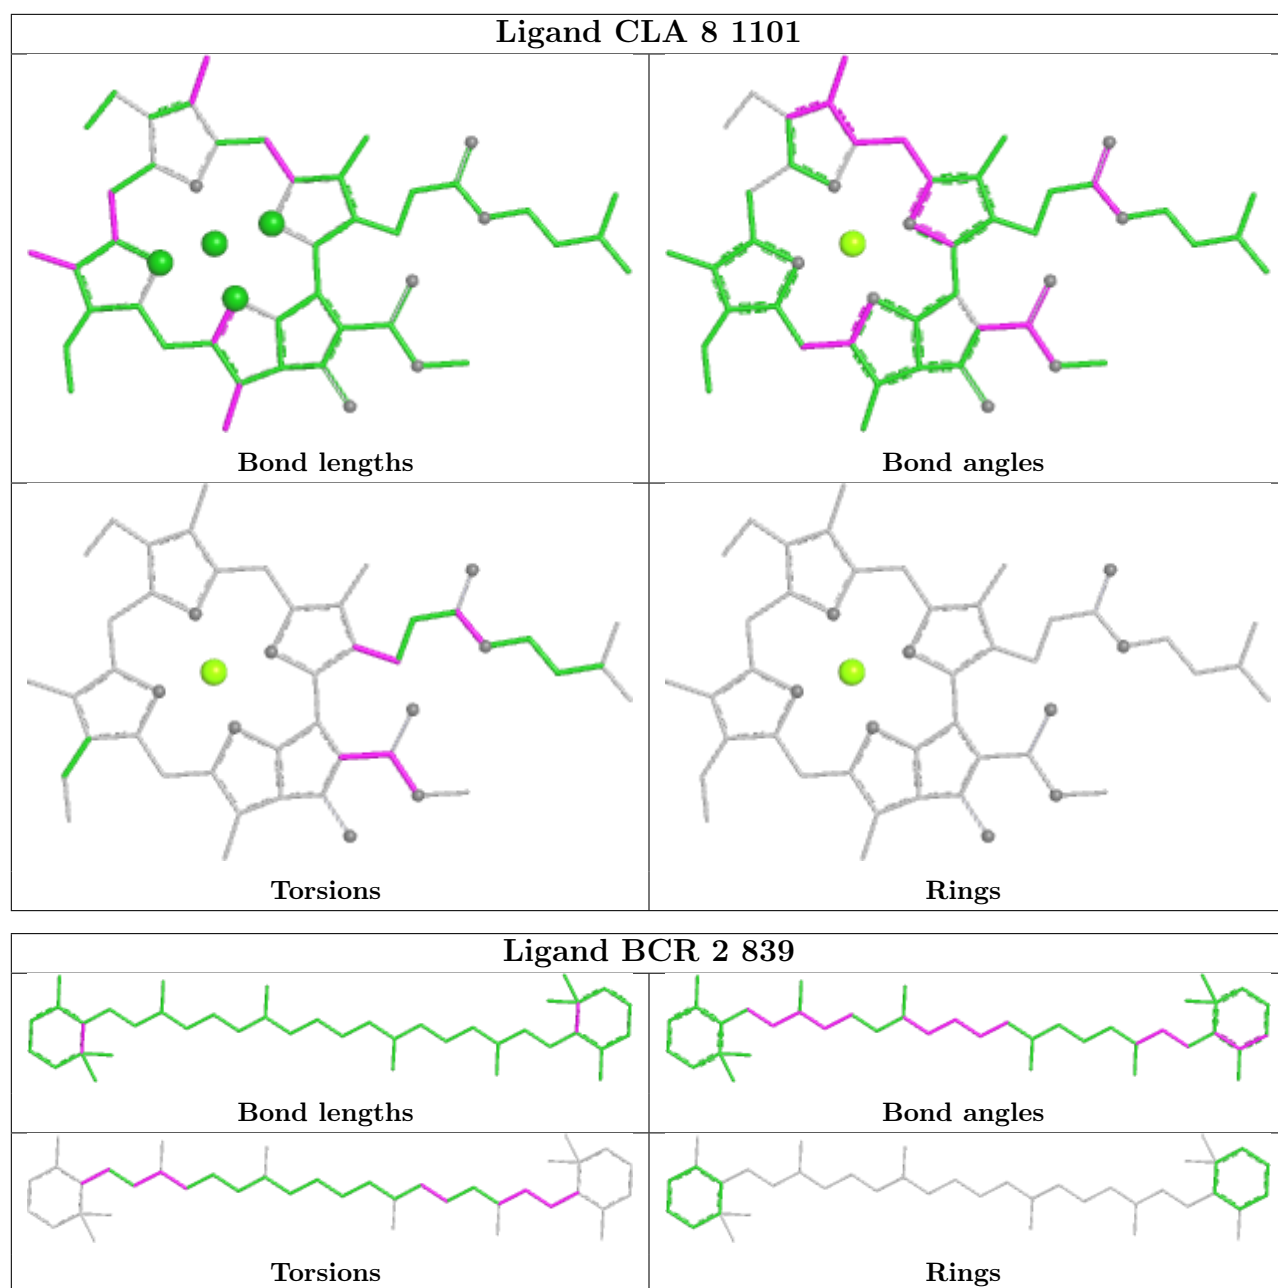 Ligand CLA 8 1101
Bond lengths
Bond angles
Torsions
Rings
Ligand BCR 2 839
Bond lengths
Bond angles
Torsions
Rings